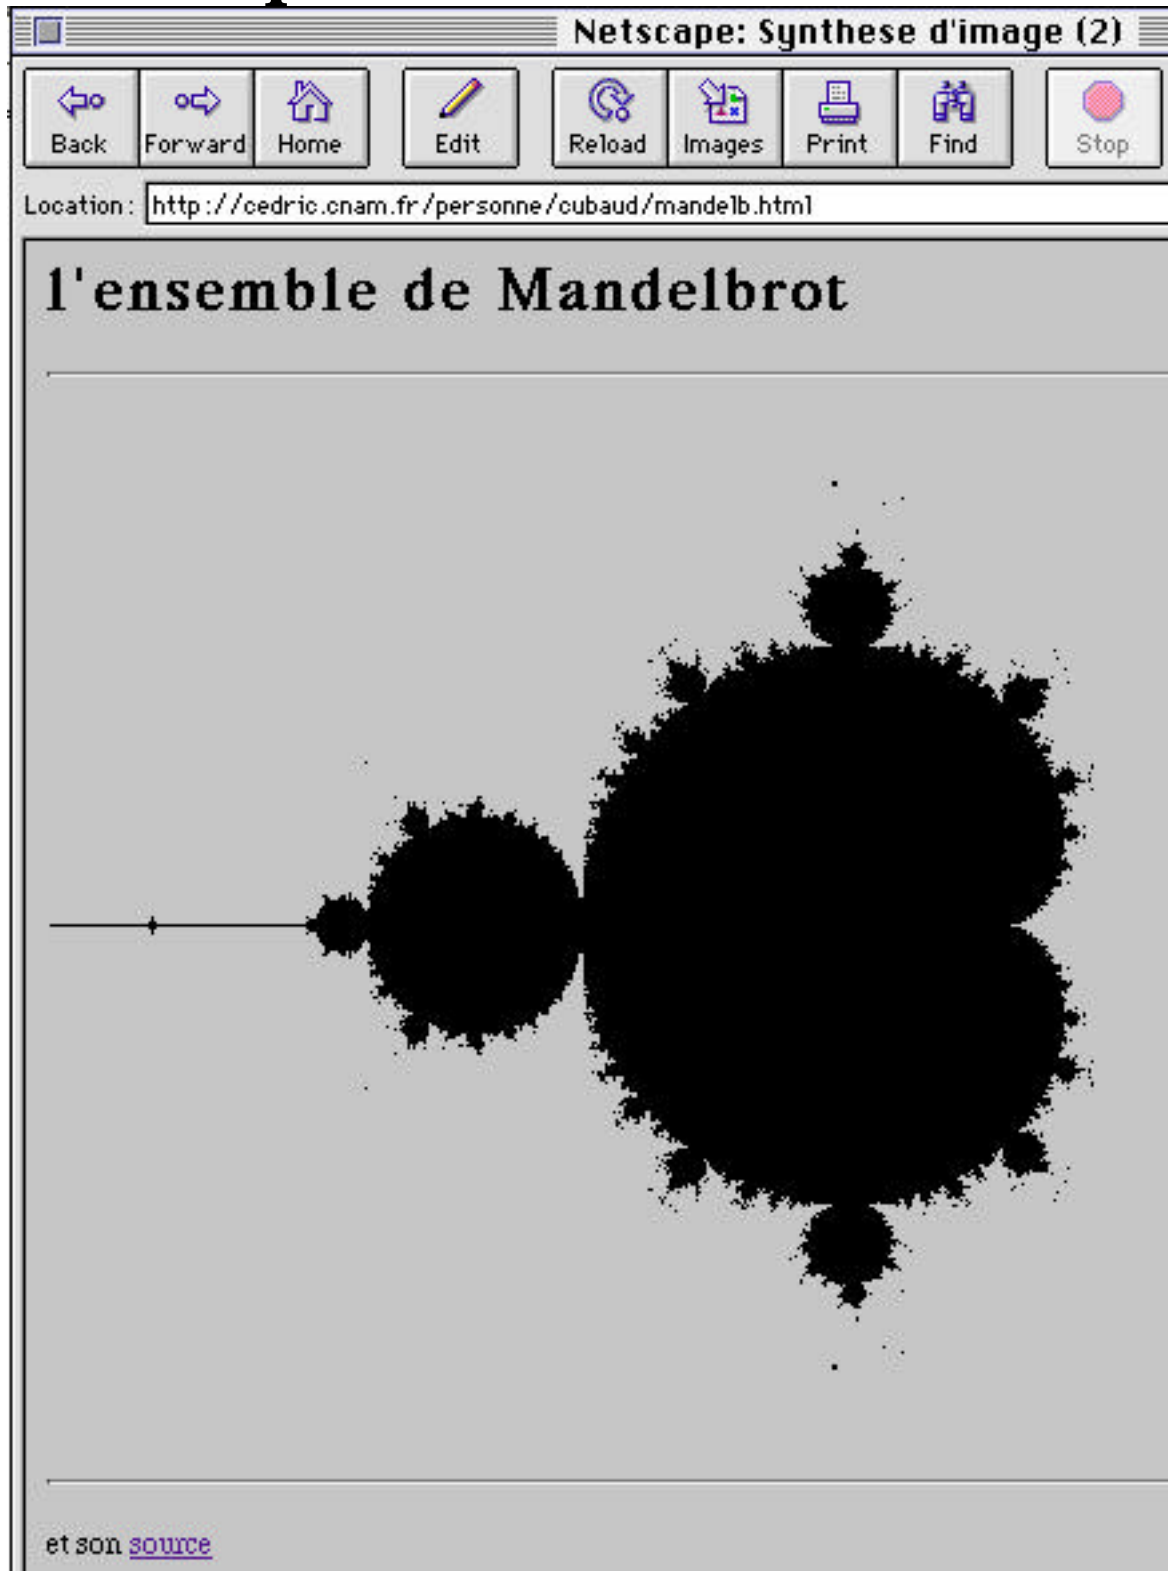 Netscape: Synthese d'image (2)
Back Forward Home Edit Reload Images Print Find Stop
Location: http://cedric.cnam.fr/personne/cubaud/mandelb.html
l'ensemble de Mandelbrot
et son source